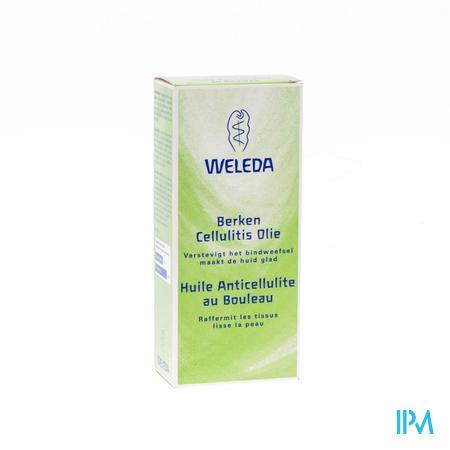 WELEDA
Berken
Cellulitis Olie
Verstevigt het bindweefsel
maakt de huid glad
Huile Anticellulite
au Bouleau
Raffermit les tissus
lisse la peau
IPM